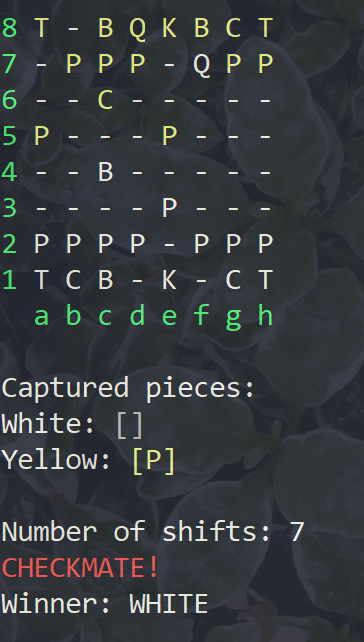 8 T - B Q K B C T
7 - P P P - Q P P
6 - - C - - - - -
5 P - - - P - - -
4 - - B - - - - -
3 - - - - P - - -
2 P P P P - P P P
1 T C B - K - C T
a b c d e f g h
Captured pieces:
White: []
Yellow: [P]
Number of shifts: 7
CHECKMATE!
Winner: WHITE